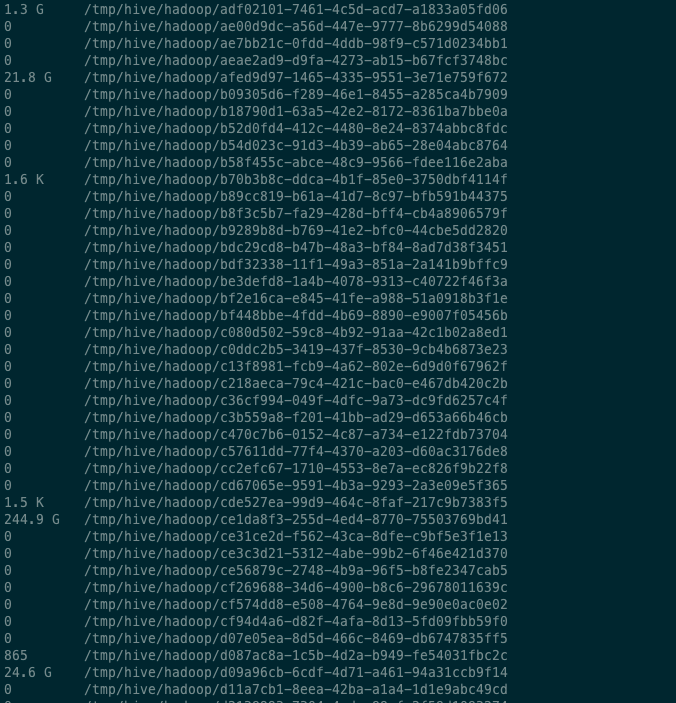 1.3 G /tmp/hive/hadoop/adf02101-7461-4c5d-acd7-a1833a05fd06
0 /tmp/hive/hadoop/ae00d9dc-a56d-447e-9777-8b6299d54088
0 /tmp/hive/hadoop/ae7bb21c-0fdd-4ddb-98f9-c571d0234bb1
0 /tmp/hive/hadoop/aeae2ad9-d9fa-4273-ab15-b67fcf3748bc
21.8 G /tmp/hive/hadoop/afed9d97-1465-4335-9551-3e71e759f672
0 /tmp/hive/hadoop/b09305d6-f289-46e1-8455-a285ca4b7909
0 /tmp/hive/hadoop/b18790d1-63a5-42e2-8172-8361ba7bbe0a
0 /tmp/hive/hadoop/b52d0fd4-412c-4480-8e24-8374abbc8fdc
0 /tmp/hive/hadoop/b54d023c-91d3-4b39-ab65-28e04abc8764
0 /tmp/hive/hadoop/b58f455c-abce-48c9-9566-fdee116e2aba
1.6 K /tmp/hive/hadoop/b70b3b8c-ddca-4b1f-85e0-3750dbf4114f
0 /tmp/hive/hadoop/b89cc819-b61a-41d7-8c97-bfb591b44375
0 /tmp/hive/hadoop/b8f3c5b7-fa29-428d-bff4-cb4a8906579f
0 /tmp/hive/hadoop/b9289b8d-b769-41e2-bfc0-44cbe5dd2820
0 /tmp/hive/hadoop/bdc29cd8-b47b-48a3-bf84-8ad7d38f3451
0 /tmp/hive/hadoop/bdf32338-11f1-49a3-851a-2a141b9bffc9
0 /tmp/hive/hadoop/be3defd8-1a4b-4078-9313-c40722f46f3a
0 /tmp/hive/hadoop/bf2e16ca-e845-41fe-a988-51a0918b3f1e
0 /tmp/hive/hadoop/bf448bbe-4fdd-4b69-8890-e9007f05456b
0 /tmp/hive/hadoop/c080d502-59c8-4b92-91aa-42c1b02a8ed1
0 /tmp/hive/hadoop/c0ddc2b5-3419-437f-8530-9cb4b6873e23
0 /tmp/hive/hadoop/c13f8981-fcb9-4a62-802e-6d9d0f67962f
0 /tmp/hive/hadoop/c218aeca-79c4-421c-bac0-e467db420c2b
0 /tmp/hive/hadoop/c36cf994-049f-4dfc-9a73-dc9fd6257c4f
0 /tmp/hive/hadoop/c3b559a8-f201-41bb-ad29-d653a66b46cb
0 /tmp/hive/hadoop/c470c7b6-0152-4c87-a734-e122fdb73704
0 /tmp/hive/hadoop/c57611dd-77f4-4370-a203-d60ac3176de8
0 /tmp/hive/hadoop/cc2efc67-1710-4553-8e7a-ec826f9b22f8
0 /tmp/hive/hadoop/cd67065e-9591-4b3a-9293-2a3e09e5f365
1.5 K /tmp/hive/hadoop/cde527ea-99d9-464c-8faf-217c9b7383f5
244.9 G /tmp/hive/hadoop/ce1da8f3-255d-4ed4-8770-75503769bd41
0 /tmp/hive/hadoop/ce31ce2d-f562-43ca-8dfe-c9bf5e3f1e13
0 /tmp/hive/hadoop/ce3c3d21-5312-4abe-99b2-6f46e421d370
0 /tmp/hive/hadoop/ce56879c-2748-4b9a-96f5-b8fe2347cab5
0 /tmp/hive/hadoop/cf269688-34d6-4900-b8c6-29678011639c
0 /tmp/hive/hadoop/cf574dd8-e508-4764-9e8d-9e90e0ac0e02
0 /tmp/hive/hadoop/cf94d4a6-d82f-4afa-8d13-5fd09fbb59f0
0 /tmp/hive/hadoop/d07e05ea-8d5d-466c-8469-db6747835ff5
865 /tmp/hive/hadoop/d087ac8a-1c5b-4d2a-b949-fe54031fbc2c
24.6 G /tmp/hive/hadoop/d09a96cb-6cdf-4d71-a461-94a31ccb9f14
0 /tmp/hive/hadoop/d11a7cb1-8eea-42ba-a1a4-1d1e9abc49cd